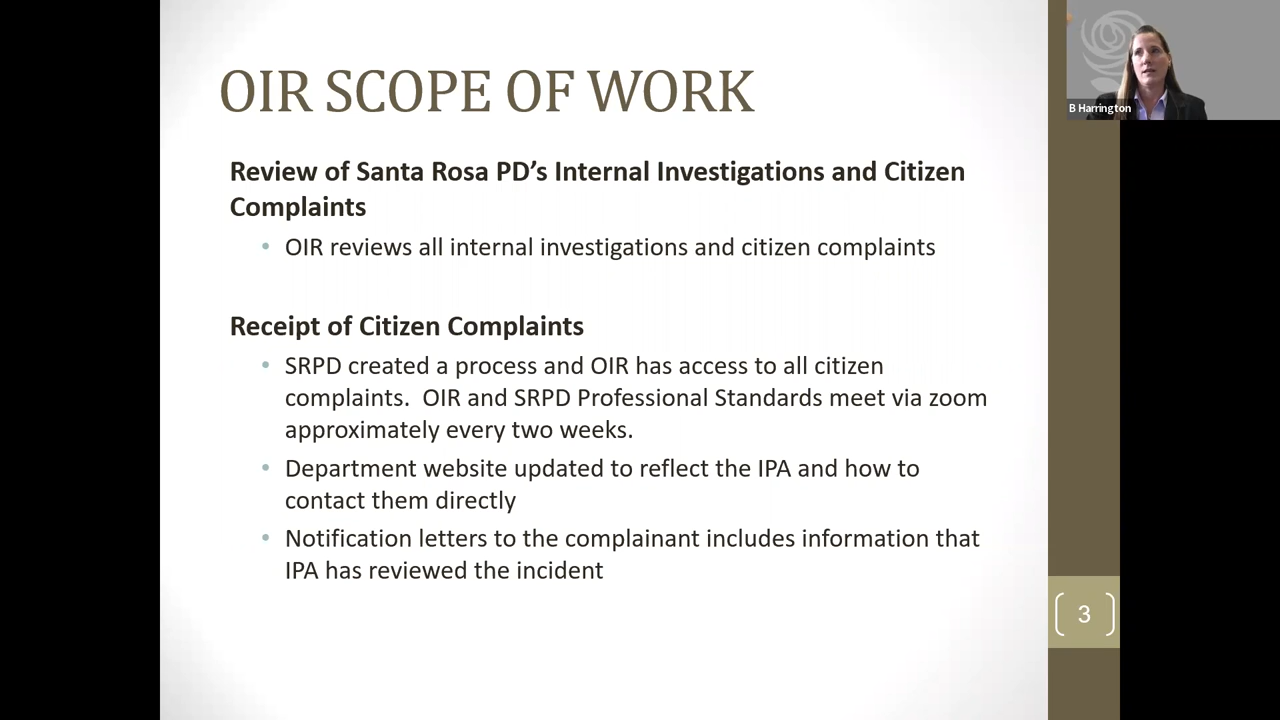 OIR SCOPE OF WORK
B Harrington
Review of Santa Rosa PD’s Internal Investigations and Citizen
Complaints
• OIR reviews all internal investigations and citizen complaints
Receipt of Citizen Complaints
• SRPD created a process and OIR has access to all citizen
complaints.  OIR and SRPD Professional Standards meet via zoom
approximately every two weeks.
• Department website updated to reflect the IPA and how to
contact them directly
• Notification letters to the complainant includes information that
IPA has reviewed the incident
3